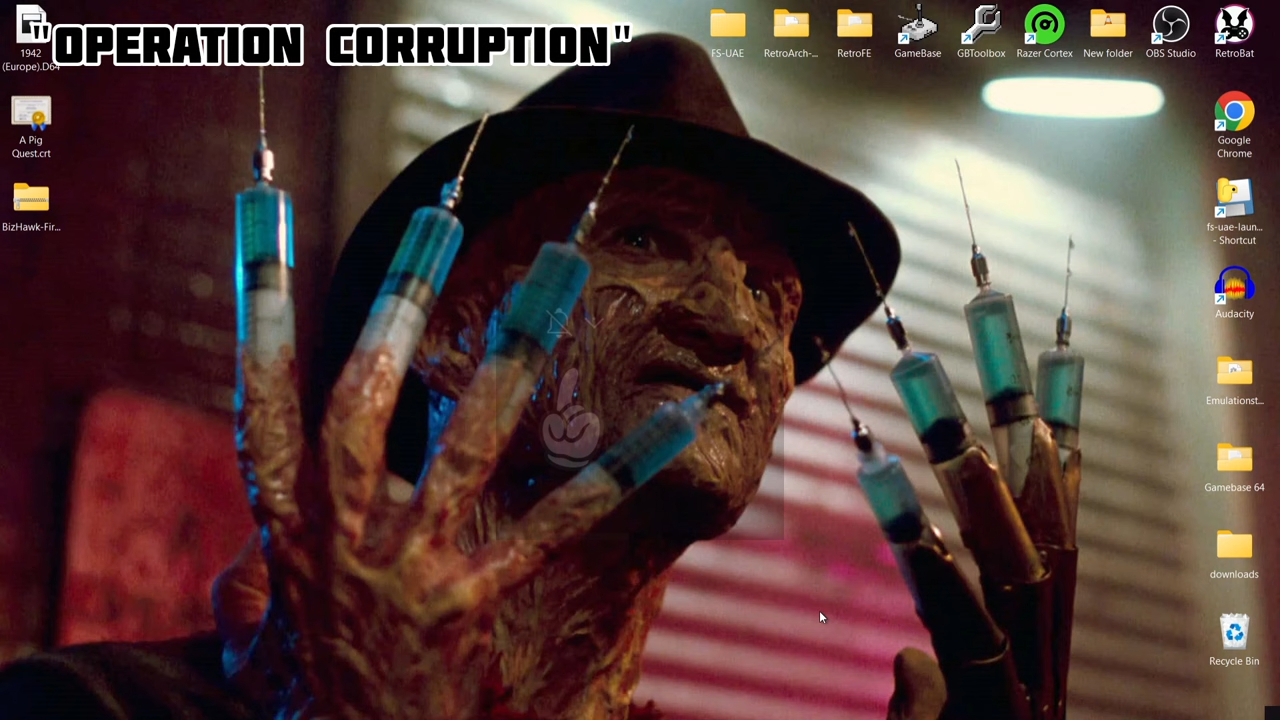 "OPERATION CORRUPTION"
1942
(Europe).D64
FS-UAE
RetroArch-...
RetroFE
GameBase
GBToolbox
Razer Cortex
New folder
OBS Studio
RetroBat
A Pig
Quest.crt
Google
Chrome
BizHawk-Fir...
fs-uae-laun...
- Shortcut
Audacity
Emulationst...
Gamebase 64
downloads
Recycle Bin